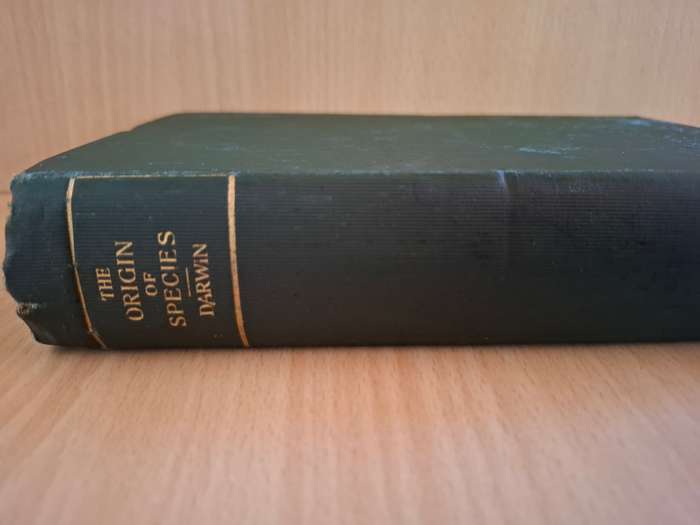 THE
ORIGIN
OF
SPECIES
DARWIN